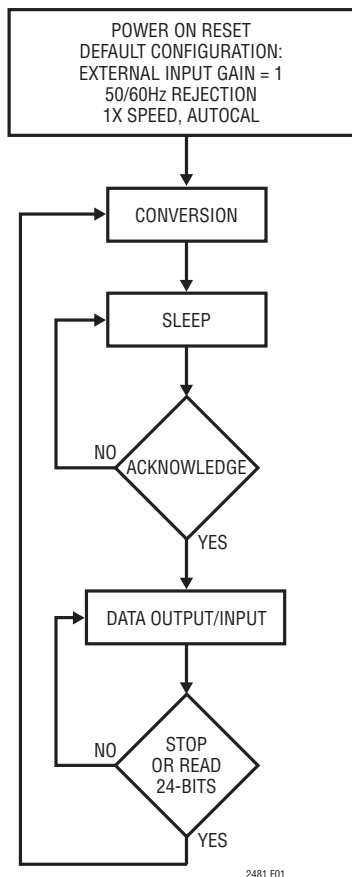 POWER ON RESET
DEFAULT CONFIGURATION:
EXTERNAL INPUT GAIN = 1
50/60Hz REJECTION
1X SPEED, AUTOCAL
CONVERSION
SLEEP
NO
ACKNOWLEDGE
YES
DATA OUTPUT/INPUT
NO
STOP
OR READ
24-BITS
YES
2481 F01